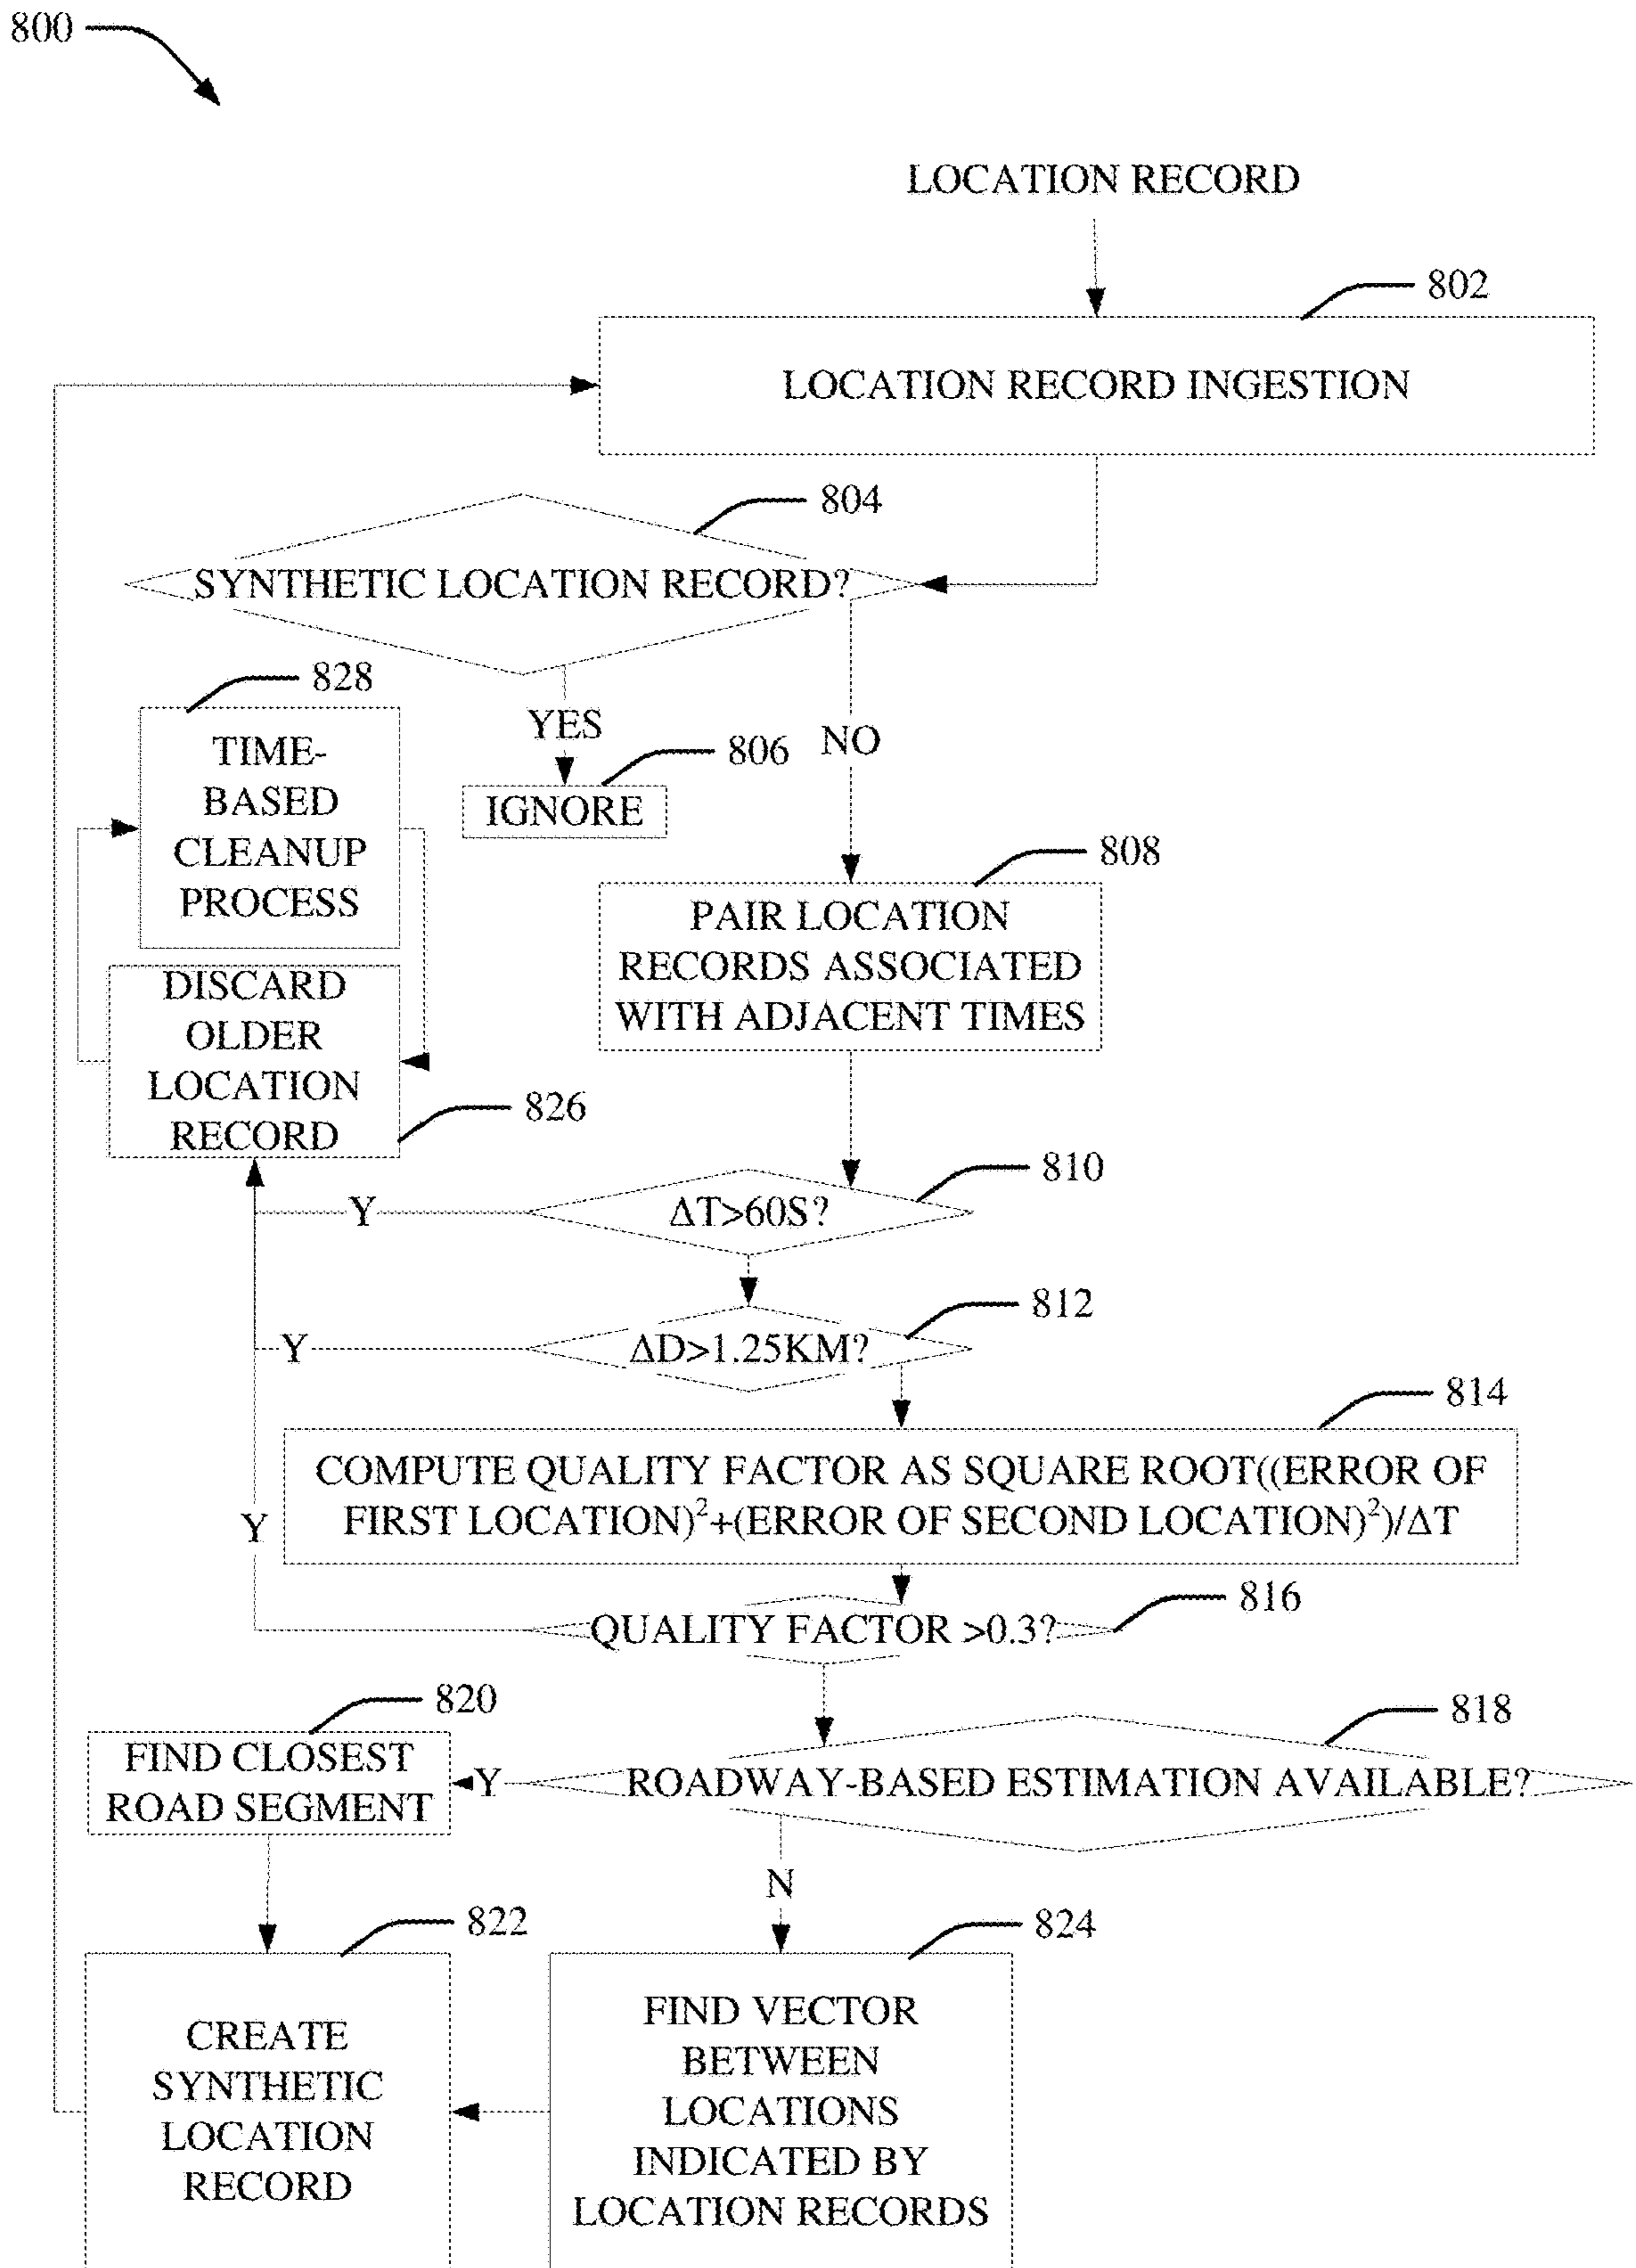 800
LOCATION RECORD
802
LOCATION RECORD INGESTION
804
SYNTHETIC LOCATION RECORD?
828
TIME-
BASED
CLEANUP
PROCESS
YES
NO
806
IGNORE
808
PAIR LOCATION
RECORDS ASSOCIATED
WITH ADJACENT TIMES
DISCARD
OLDER
LOCATION
RECORD
826
810
Y
ΔT>60S?
812
Y
ΔD>1.25KM?
814
COMPUTE QUALITY FACTOR AS SQUARE ROOT((ERROR OF
FIRST LOCATION)²+(ERROR OF SECOND LOCATION)²)/ΔT
Y
816
QUALITY FACTOR >0.3?
820
FIND CLOSEST
ROAD SEGMENT
818
Y
ROADWAY-BASED ESTIMATION AVAILABLE?
N
822
CREATE
SYNTHETIC
LOCATION
RECORD
824
FIND VECTOR
BETWEEN
LOCATIONS
INDICATED BY
LOCATION RECORDS